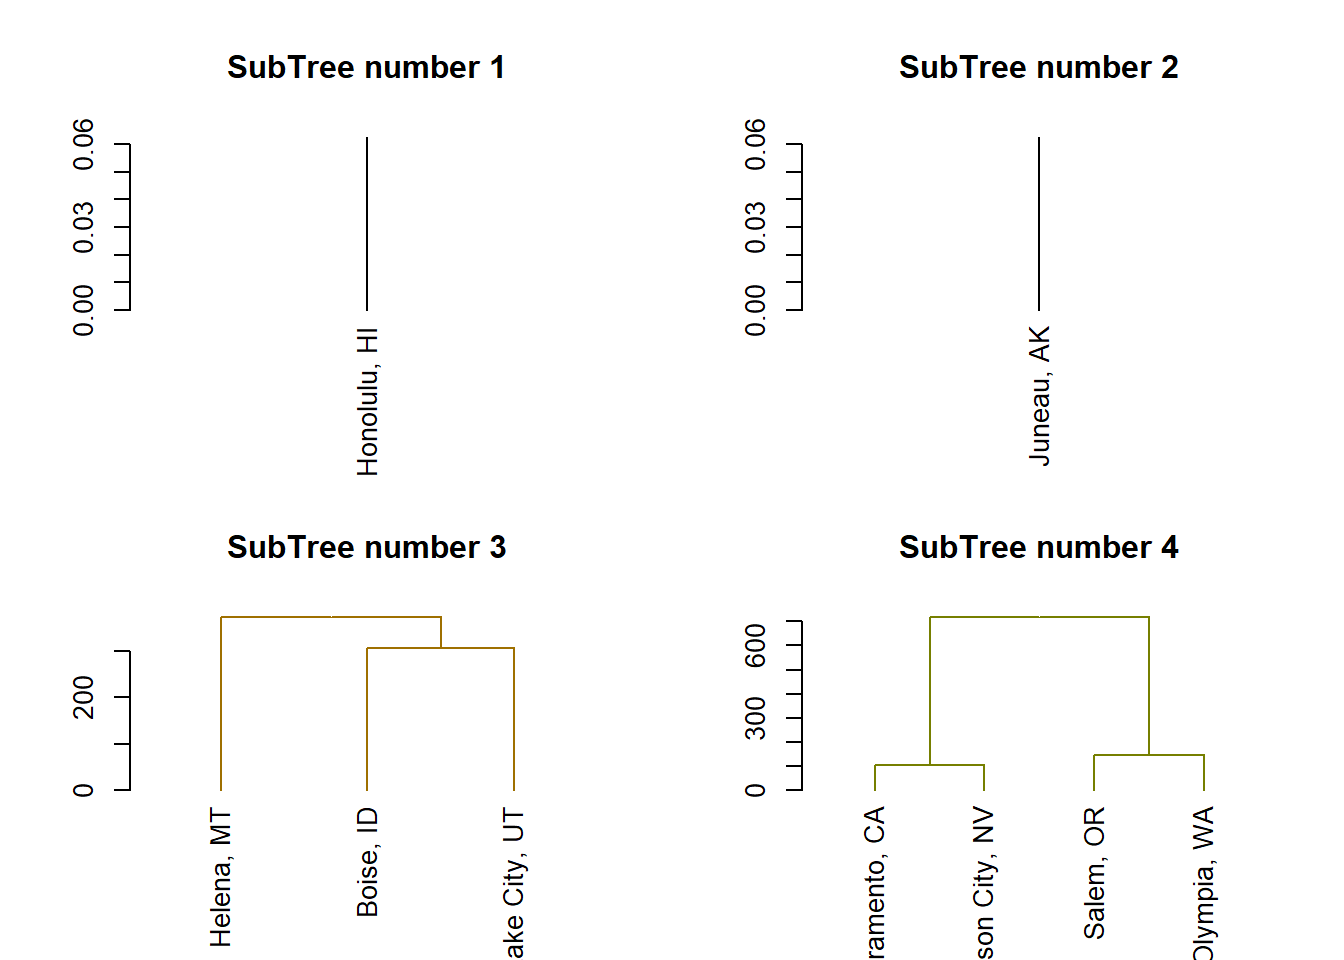 SubTree number 1
0.06
0.03
0.00
Honolulu, HI
SubTree number 2
0.06
0.03
0.00
Juneau, AK
SubTree number 3
200
0
Helena, MT
Boise, ID
ake City, UT
SubTree number 4
600
300
0
ramento, CA
son City, NV
Salem, OR
Olympia, WA